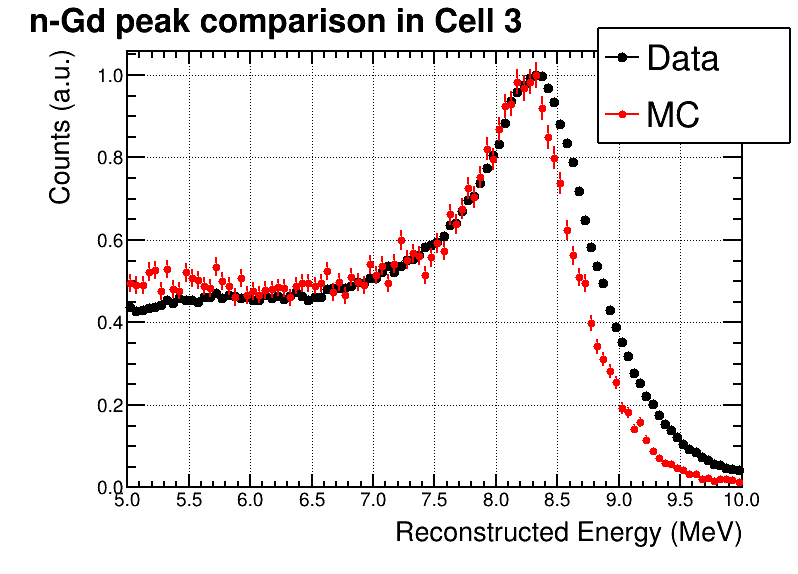 n-Gd peak comparison in Cell 3
Data
MC
Counts (a.u.)
1.0
0.8
0.6
0.4
0.2
0.0
5.0 5.5 6.0 6.5 7.0 7.5 8.0 8.5 9.0 9.5 10.0
Reconstructed Energy (MeV)